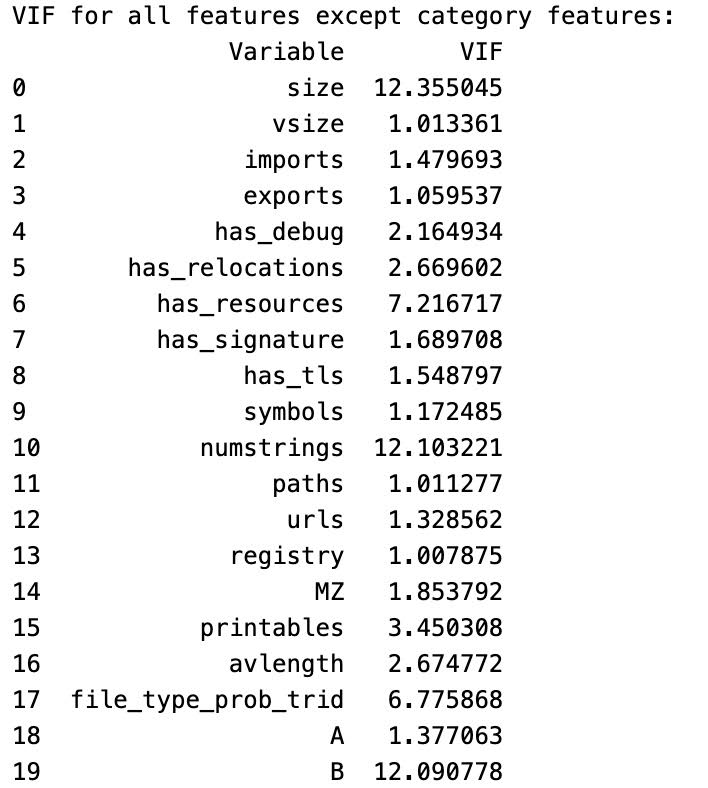 VIF for all features except category features:
Variable VIF
0 size 12.355045
1 vsize 1.013361
2 imports 1.479693
3 exports 1.059537
4 has_debug 2.164934
5 has_relocations 2.669602
6 has_resources 7.216717
7 has_signature 1.689708
8 has_tls 1.548797
9 symbols 1.172485
10 numstrings 12.103221
11 paths 1.011277
12 urls 1.328562
13 registry 1.007875
14 MZ 1.853792
15 printables 3.450308
16 avlength 2.674772
17 file_type_prob_trid 6.775868
18 A 1.377063
19 B 12.090778